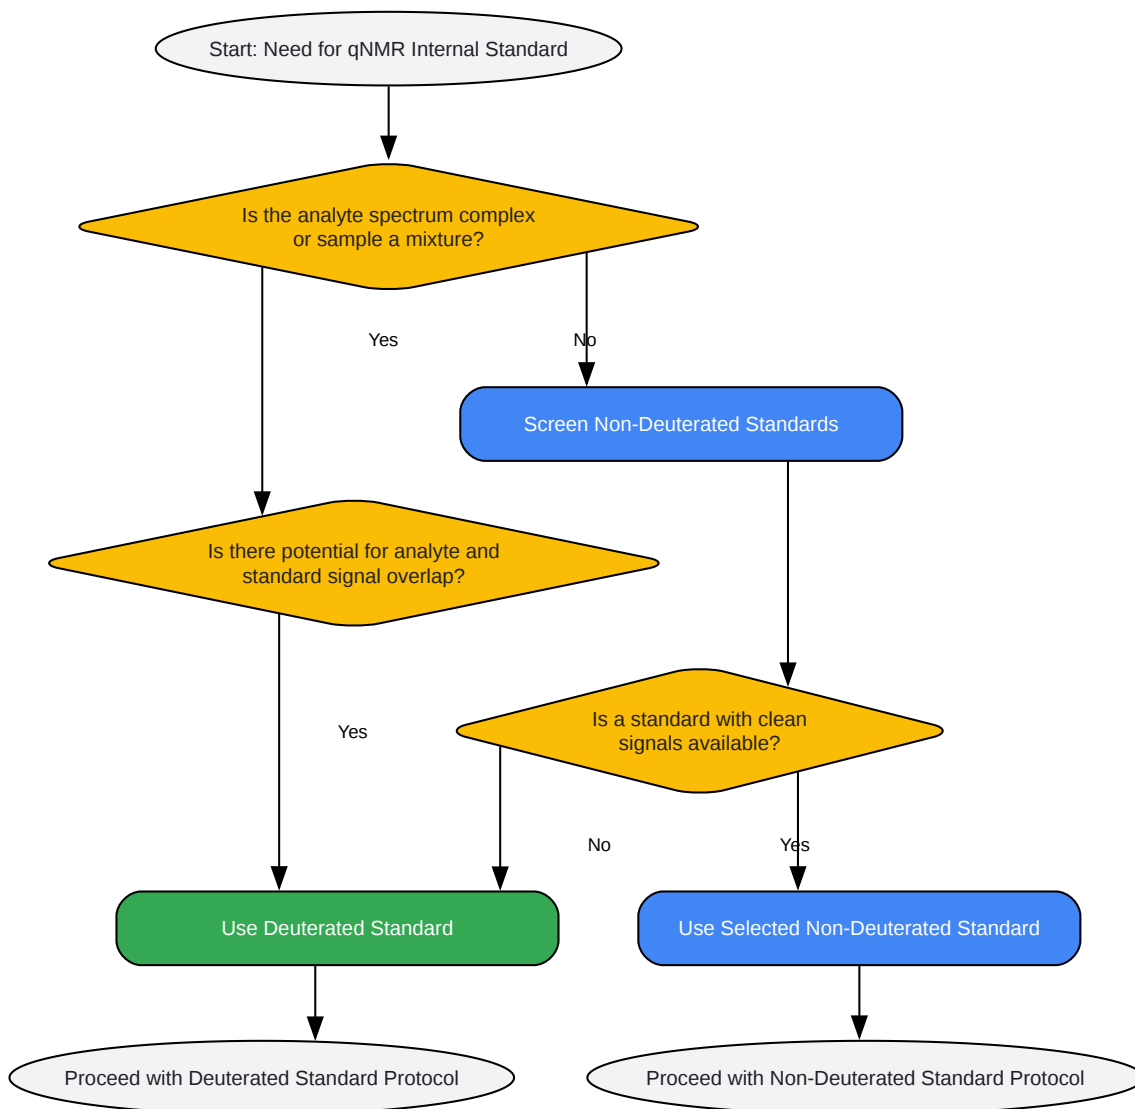 Start: Need for qNMR Internal Standard
Is the analyte spectrum complex
or sample a mixture?
Yes
No
Screen Non-Deuterated Standards
Is there potential for analyte and
standard signal overlap?
Is a standard with clean
signals available?
Yes
No
Yes
Use Deuterated Standard
Use Selected Non-Deuterated Standard
Proceed with Deuterated Standard Protocol
Proceed with Non-Deuterated Standard Protocol